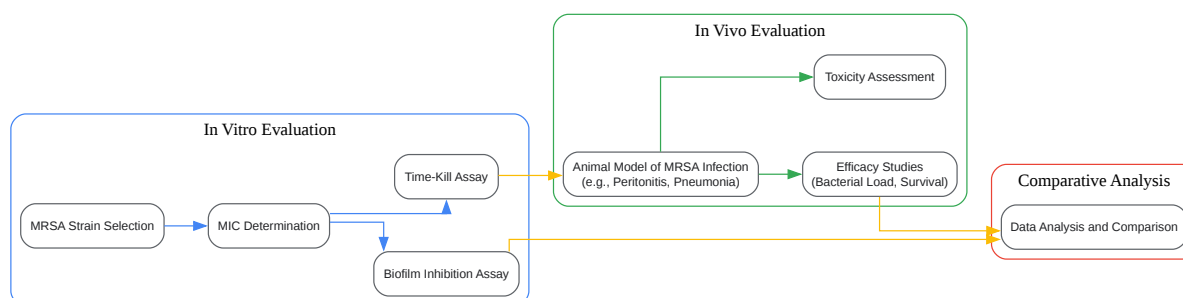 In Vivo Evaluation
Toxicity Assessment
In Vitro Evaluation
Time-Kill Assay
Animal Model of MRSA Infection
(e.g., Peritonitis, Pneumonia)
Efficacy Studies
(Bacterial Load, Survival)
Comparative Analysis
MRSA Strain Selection
MIC Determination
Data Analysis and Comparison
Biofilm Inhibition Assay